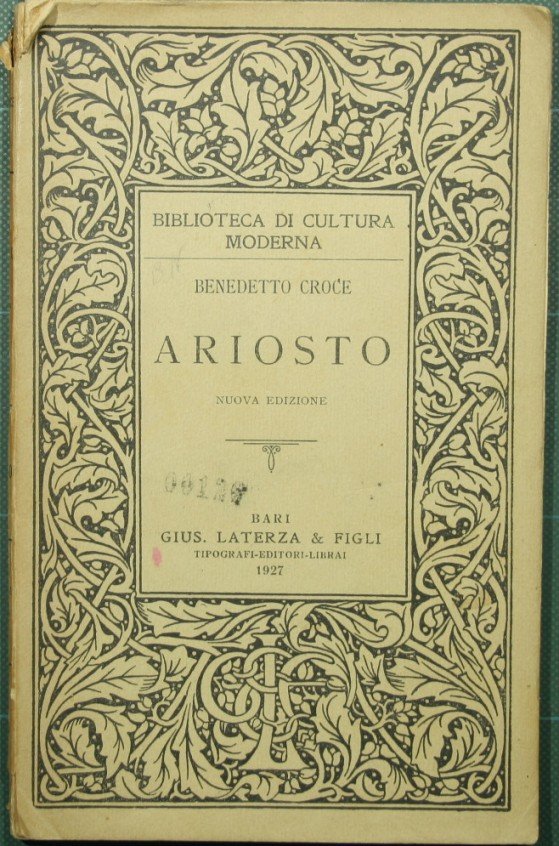 BIBLIOTECA DI CULTURA
MODERNA
BENEDETTO CROCE
ARIOSTO
NUOVA EDIZIONE
BARI
GIUS. LATERZA & FIGLI
TIPOGRAFI-EDITORI-LIBRAI
1927